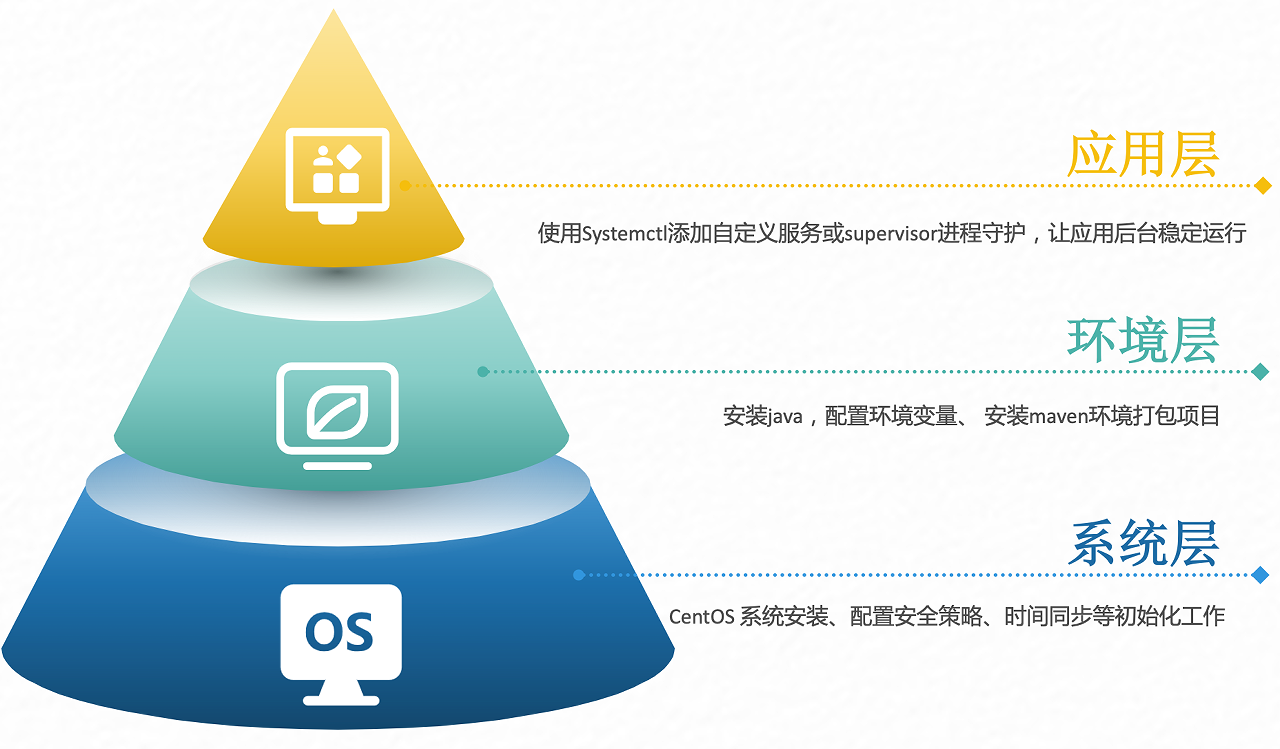 应用层
使用Systemctl添加自定义服务或supervisor进程守护，让应用后台稳定运行
环境层
安装java，配置环境变量、 安装maven环境打包项目
系统层
OS
CentOS 系统安装、配置安全策略、时间同步等初始化工作